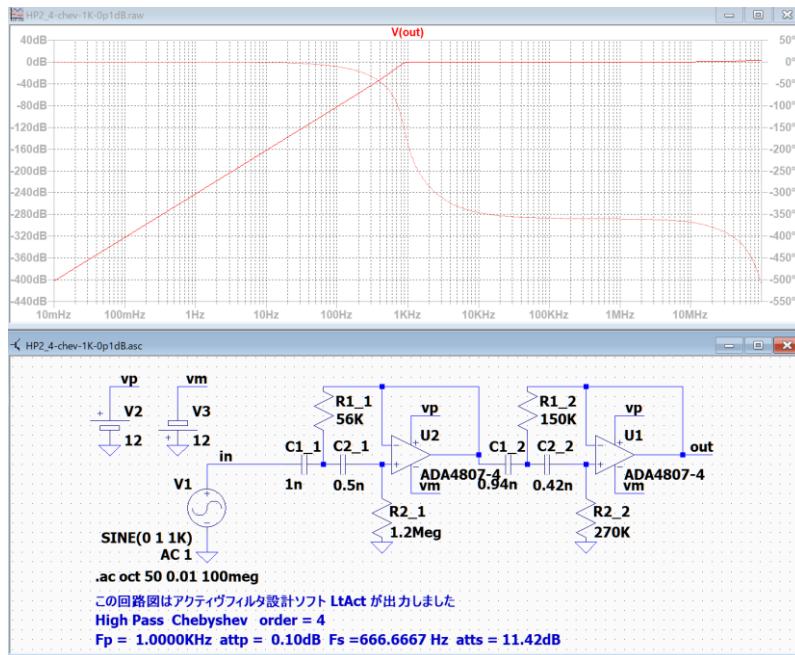 HP2_4-chev-1K-0p1dB.raw
V(out)
40dB
0dB
-40dB
-80dB
-120dB
-160dB
-200dB
-240dB
-280dB
-320dB
-360dB
-400dB
-440dB
50°
0°
-50°
-100°
-150°
-200°
-250°
-300°
-350°
-400°
-450°
-500°
-550°
10mHz 100mHz 1Hz 10Hz 100Hz 1KHz 10KHz 100KHz 1MHz 10MHz
HP2_4-chev-1K-0p1dB.asc
vp vm
V2 V3
12 12
in
V1
SINE(0 1 1K)
AC 1
R1_1
56K
C1_1 C2_1
1n 0.5n
vp
U2
ADA4807-4
vm
R2_1
1.2Meg
R1_2
150K
C1_2 C2_2
0.94n 0.42n
vp
U1
ADA4807-4
vm
out
R2_2
270K
.ac oct 50 0.01 100meg
この回路図はアクティヴフィルタ設計ソフト LtAct が出力しました
High Pass Chebyshev order = 4
Fp = 1.0000KHz attp = 0.10dB Fs =666.6667 Hz atts = 11.42dB